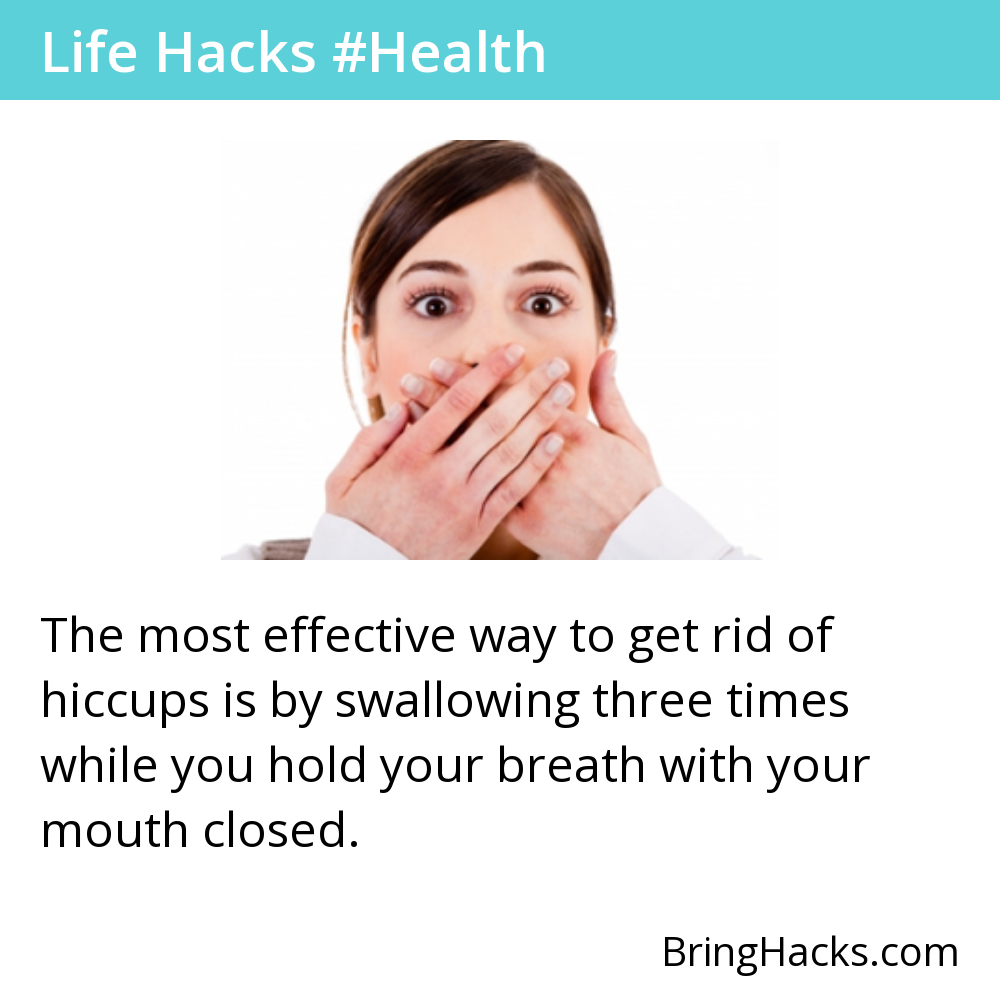 Life Hacks #Health
The most effective way to get rid of
hiccups is by swallowing three times
while you hold your breath with your
mouth closed.
BringHacks.com